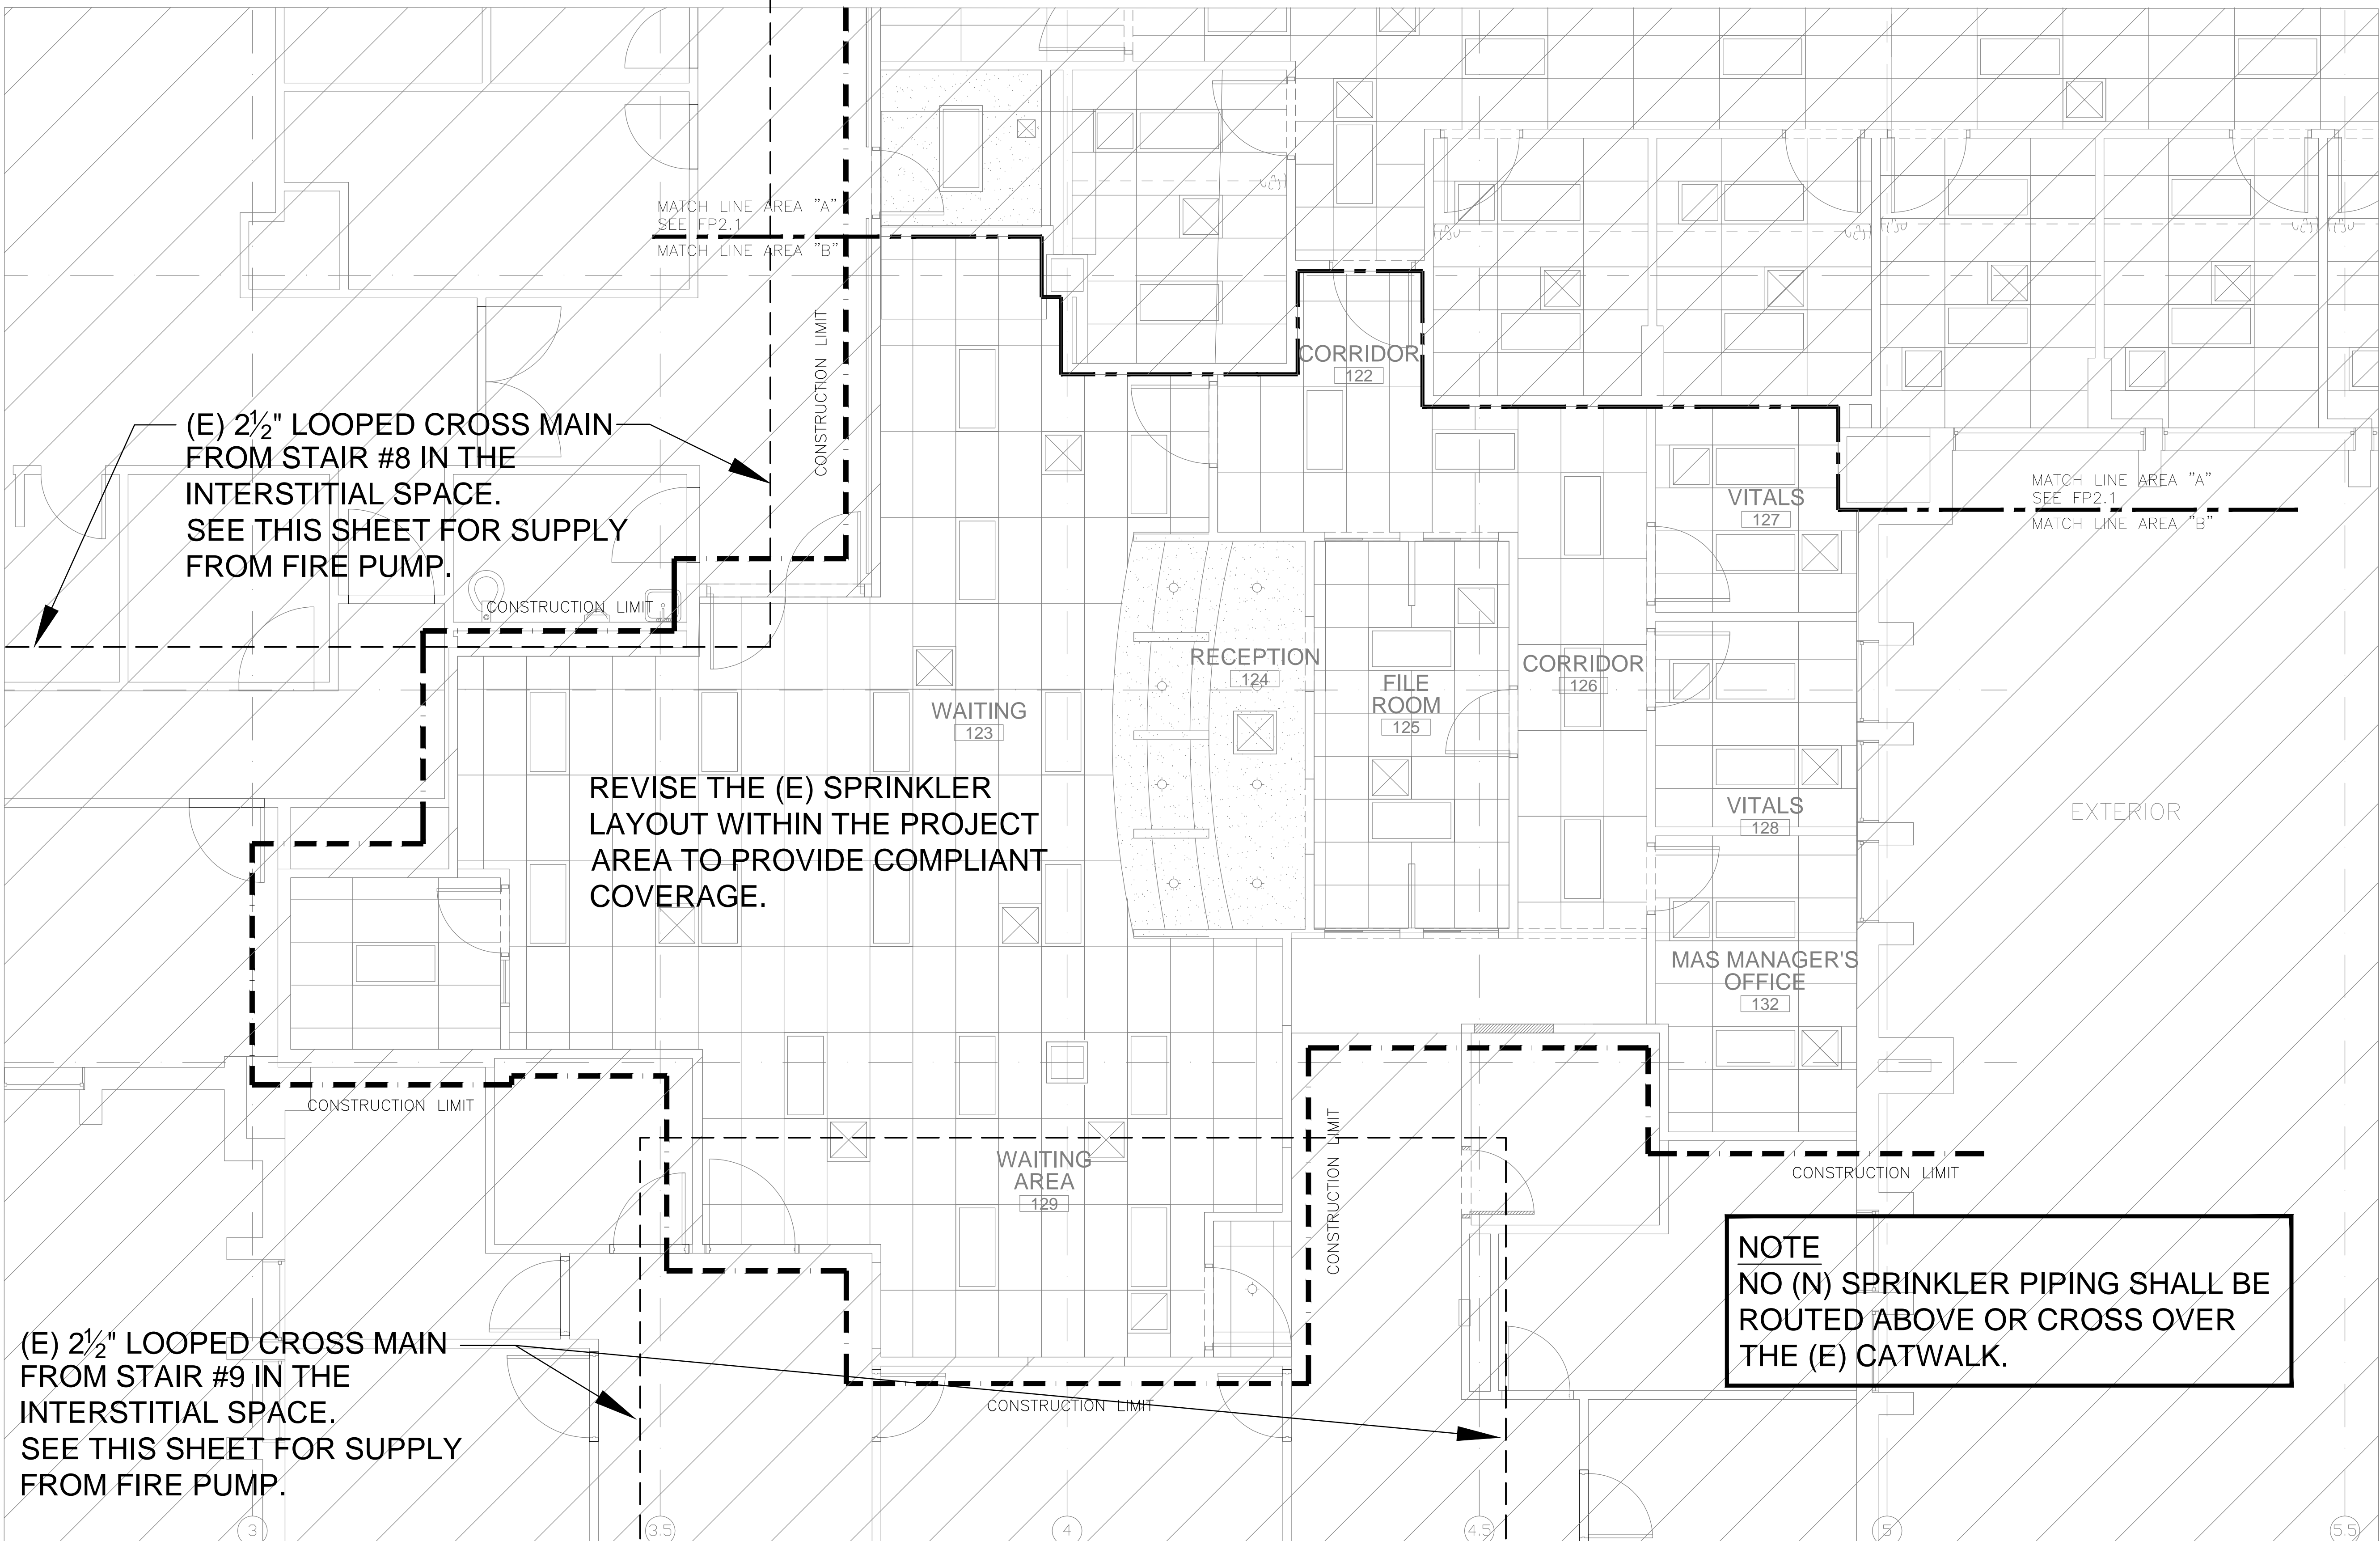 MATCH LINE AREA "A"
SEE FP2.1
MATCH LINE AREA "B"
CONSTRUCTION LIMIT
CORRIDOR
122
(E) 2½" LOOPED CROSS MAIN
FROM STAIR #8 IN THE
INTERSTITIAL SPACE.
SEE THIS SHEET FOR SUPPLY
FROM FIRE PUMP.
VITALS
127
MATCH LINE AREA "A"
SEE FP2.1
MATCH LINE AREA "B"
CONSTRUCTION LIMIT
RECEPTION
124
FILE
ROOM
125
CORRIDOR
126
WAITING
123
REVISE THE (E) SPRINKLER
LAYOUT WITHIN THE PROJECT
AREA TO PROVIDE COMPLIANT
COVERAGE.
VITALS
128
EXTERIOR
MAS MANAGER'S
OFFICE
132
CONSTRUCTION LIMIT
WAITING
AREA
129
CONSTRUCTION LIMIT
CONSTRUCTION LIMIT
NOTE
NO (N) SPRINKLER PIPING SHALL BE
ROUTED ABOVE OR CROSS OVER
THE (E) CATWALK.
(E) 2½" LOOPED CROSS MAIN
FROM STAIR #9 IN THE
INTERSTITIAL SPACE.
SEE THIS SHEET FOR SUPPLY
FROM FIRE PUMP.
CONSTRUCTION LIMIT
3
3.5
4
4.5
5
5.5